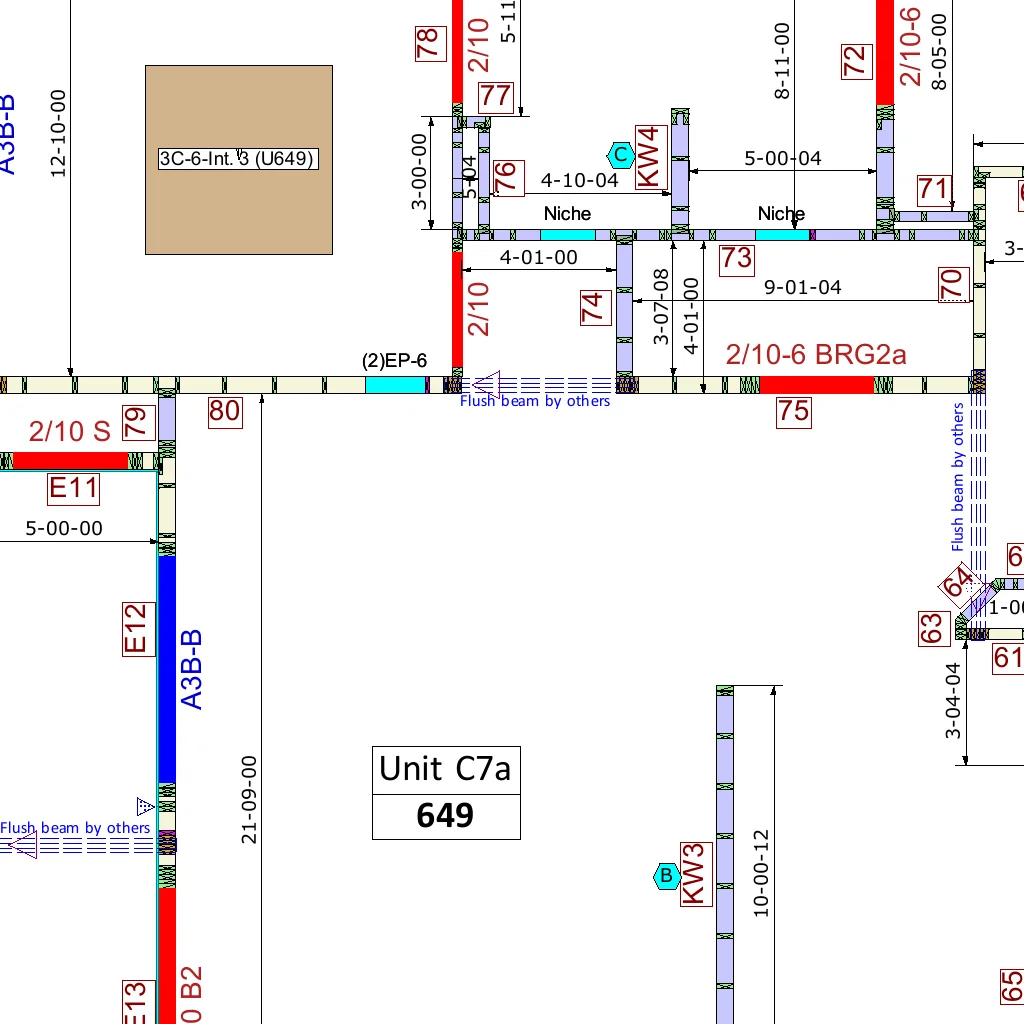 A3B-B
12-10-00
3C-6-Int. 3 (U649)
78
2/10
5-11
77
3-00-00
5-04
76
4-10-04
Niche
C
KW4
8-11-00
5-00-04
Niche
72
2/10-6
8-05-00
71
4-01-00
2/10
74
3-07-08
4-01-00
73
9-01-04
70
3-
(2)EP-6
Flush beam by others
2/10-6 BRG2a
75
79
80
2/10 S
E11
5-00-00
E12
A3B-B
21-09-00
Flush beam by others
64
63
1-0
61
3-04-04
Unit C7a
649
Flush beam by others
B
KW3
10-00-12
E13
0 B2
65